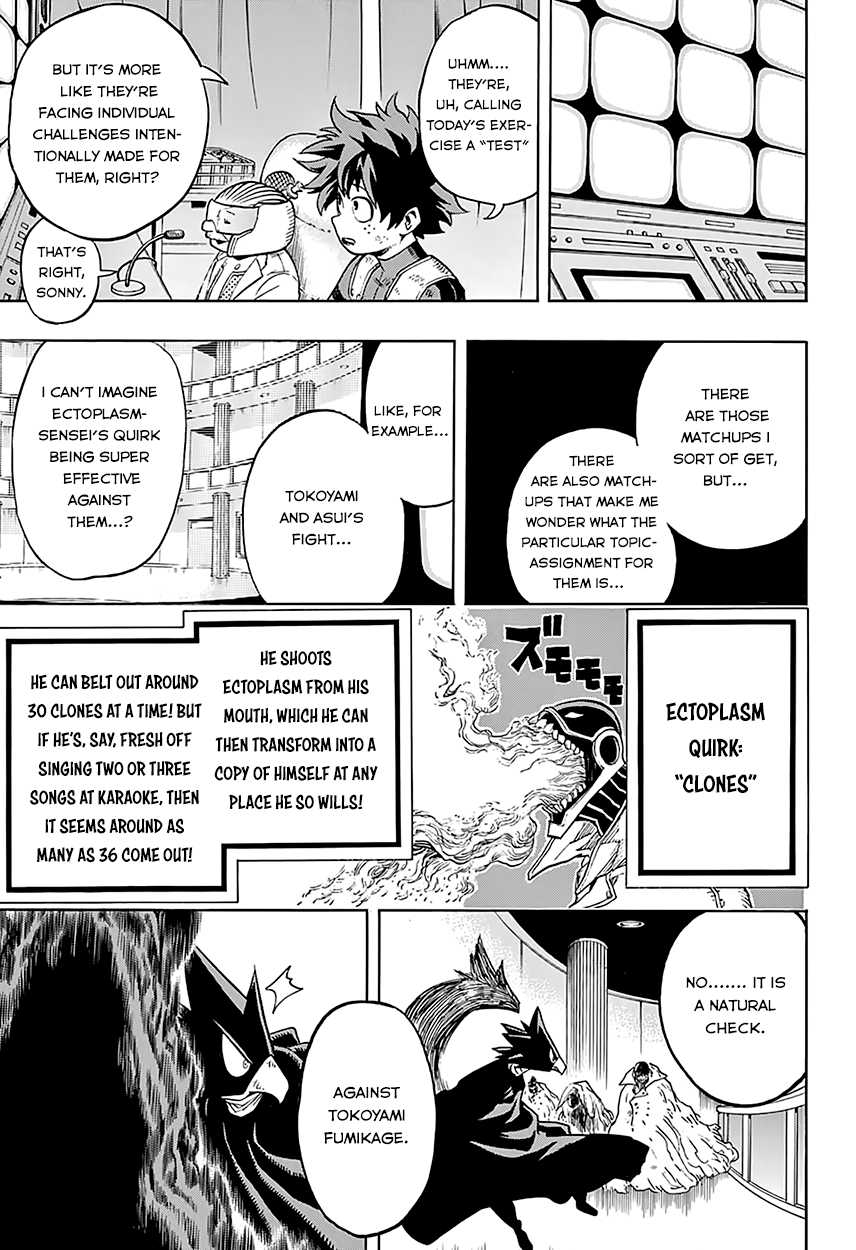 UHMM....
THEY'RE,
UH, CALLING
TODAY'S EXER-
CISE A "TEST"
BUT IT'S MORE
LIKE THEY'RE
FACING INDIVIDUAL
CHALLENGES INTEN-
TIONALLY MADE FOR
THEM, RIGHT?
THAT'S
RIGHT,
SONNY.
THERE
ARE THOSE
MATCHUPS I
SORT OF GET,
BUT...
THERE
ARE ALSO MATCH-
UPS THAT MAKE ME
WONDER WHAT THE
PARTICULAR TOPIC-
ASSIGNMENT FOR
THEM IS...
LIKE, FOR
EXAMPLE...
TOKOYAMI
AND ASUI'S
FIGHT...
I CAN'T IMAGINE
ECTOPLASM-
SENSEI'S QUIRK
BEING SUPER
EFFECTIVE
AGAINST
THEM...?
ECTOPLASM
QUIRK:
"CLONES"
ズモモモ
HE SHOOTS
ECTOPLASM FROM HIS
MOUTH, WHICH HE CAN
THEN TRANSFORM INTO A
COPY OF HIMSELF AT ANY
PLACE HE SO WILLS!
HE CAN BELT OUT AROUND
30 CLONES AT A TIME! BUT
IF HE'S, SAY, FRESH OFF
SINGING TWO OR THREE
SONGS AT KARAOKE, THEN
IT SEEMS AROUND AS
MANY AS 36 COME OUT!
NO....... IT IS
A NATURAL
CHECK.
AGAINST
TOKOYAMI
FUMIKAGE.